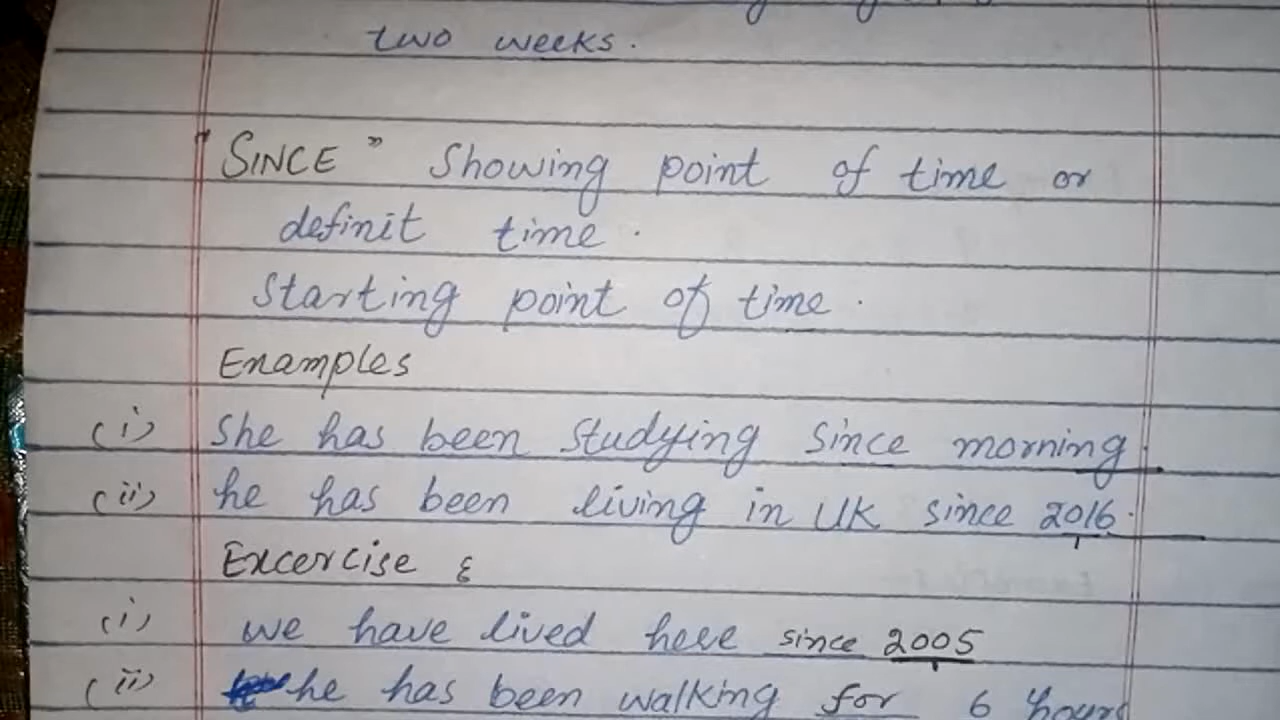 two weeks.
"SINCE" Showing point of time or
definit time.
Starting point of time.
Examples
(i) She has been studying since morning.
(ii) he has been living in UK since 2016.
Excercise :
(i) we have lived here since 2005
(ii) he has been walking for 6 hours